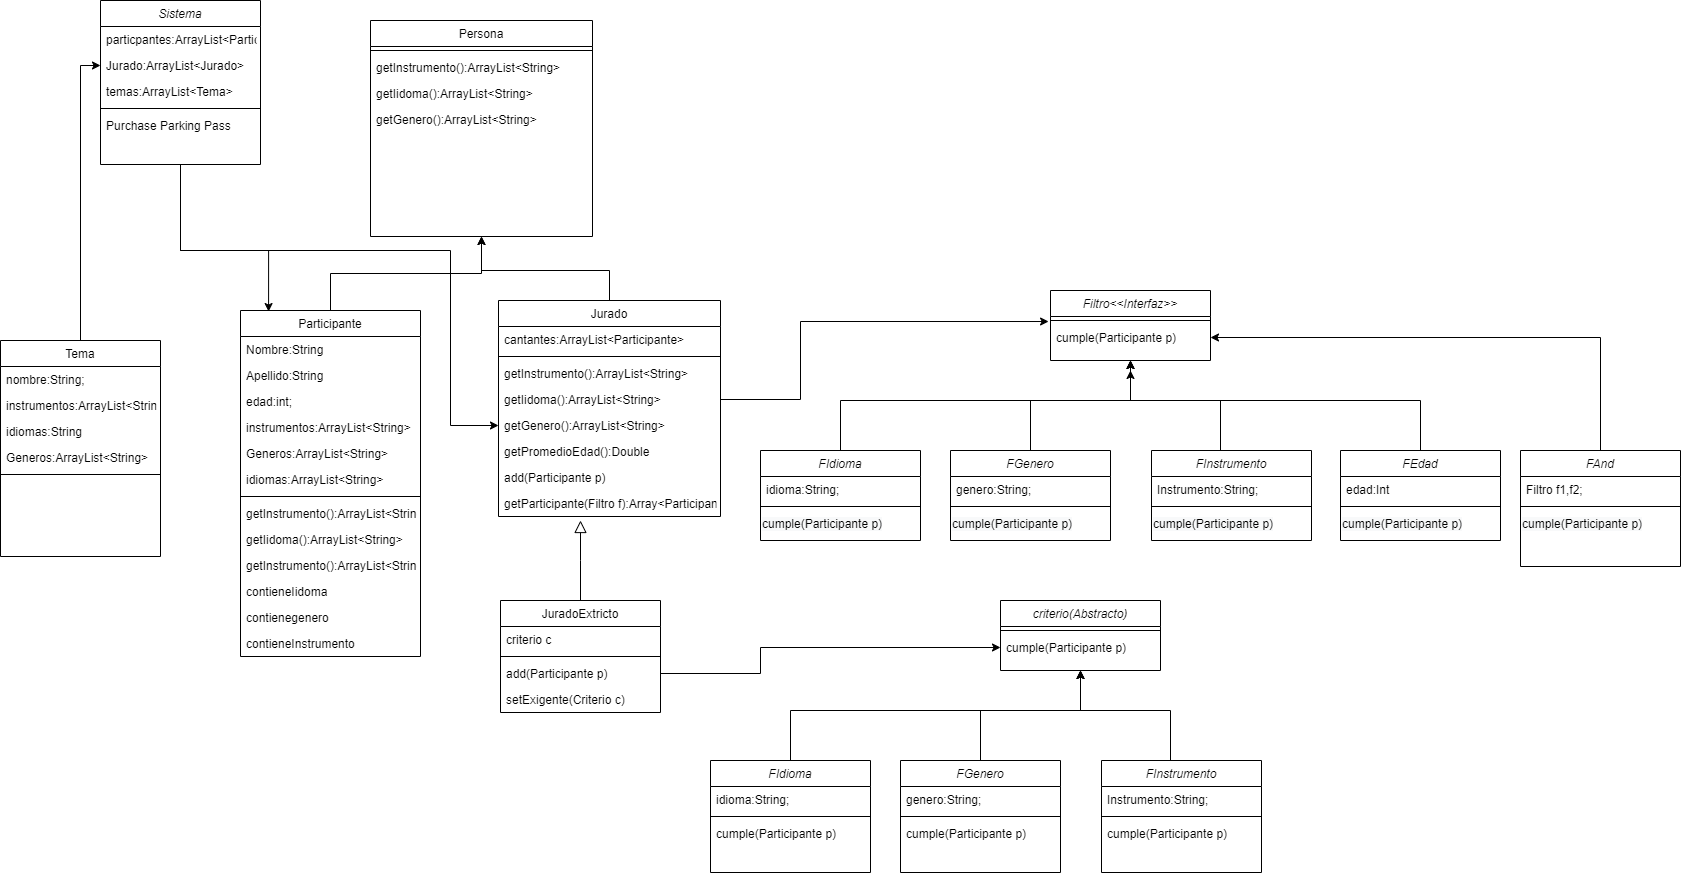 Sistema
particpantes:ArrayList<Partic
Jurado:ArrayList<Jurado>
temas:ArrayList<Tema>
Purchase Parking Pass
Persona
getInstrumento():ArrayList<String>
getIidoma():ArrayList<String>
getGenero():ArrayList<String>
Tema
nombre:String;
instrumentos:ArrayList<Strin
idiomas:String
Generos:ArrayList<String>
Participante
Nombre:String
Apellido:String
edad:int;
instrumentos:ArrayList<String>
Generos:ArrayList<String>
idiomas:ArrayList<String>
getInstrumento():ArrayList<Strin
getIidoma():ArrayList<String>
getInstrumento():ArrayList<Strin
contieneIidoma
contienegenero
contieneInstrumento
Jurado
cantantes:ArrayList<Participante>
getInstrumento():ArrayList<String>
getIidoma():ArrayList<String>
getGenero():ArrayList<String>
getPromedioEdad():Double
add(Participante p)
getParticipante(Filtro f):Array<Participan
Filtro<<Interfaz>>
cumple(Participante p)
FIdioma
idioma:String;
cumple(Participante p)
FGenero
genero:String;
cumple(Participante p)
FInstrumento
Instrumento:String;
cumple(Participante p)
FEdad
edad:Int
cumple(Participante p)
FAnd
Filtro f1,f2;
cumple(Participante p)
JuradoExtricto
criterio c
add(Participante p)
setExigente(Criterio c)
criterio(Abstracto)
cumple(Participante p)
FIdioma
idioma:String;
cumple(Participante p)
FGenero
genero:String;
cumple(Participante p)
FInstrumento
Instrumento:String;
cumple(Participante p)